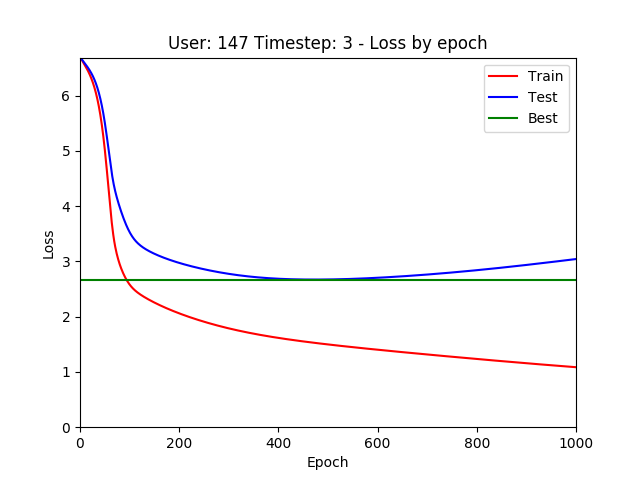 User: 147 Timestep: 3 - Loss by epoch
Train
Test
Best
Loss
6
5
4
3
2
1
0
0 200 400 600 800 1000
Epoch